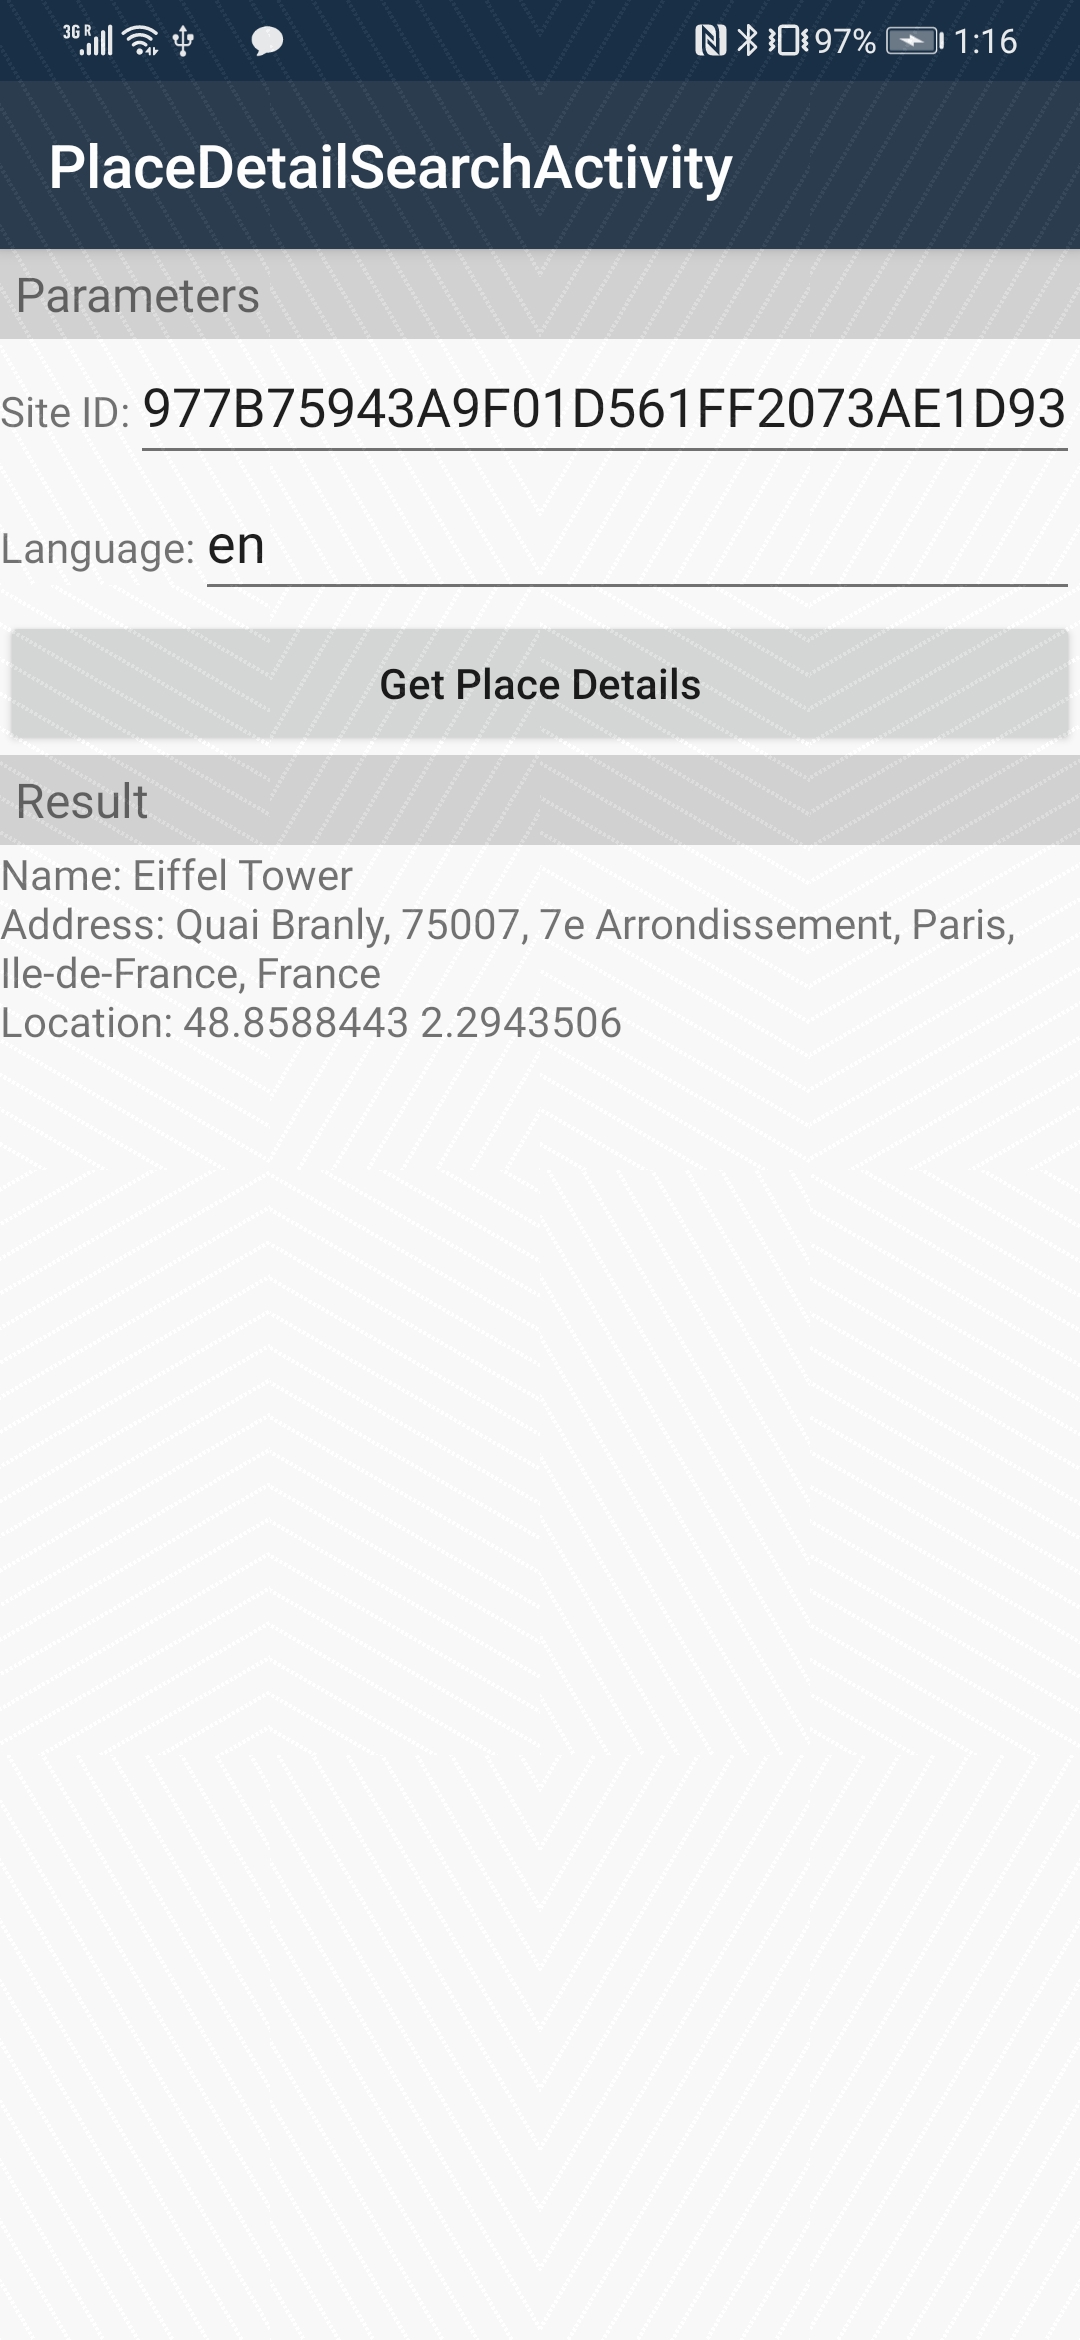 3G R 97% 1:16
PlaceDetailSearchActivity
Parameters
Site ID: 977B75943A9F01D561FF2073AE1D93
Language: en
Get Place Details
Result
Name: Eiffel Tower
Address: Quai Branly, 75007, 7e Arrondissement, Paris,
Ile-de-France, France
Location: 48.8588443 2.2943506